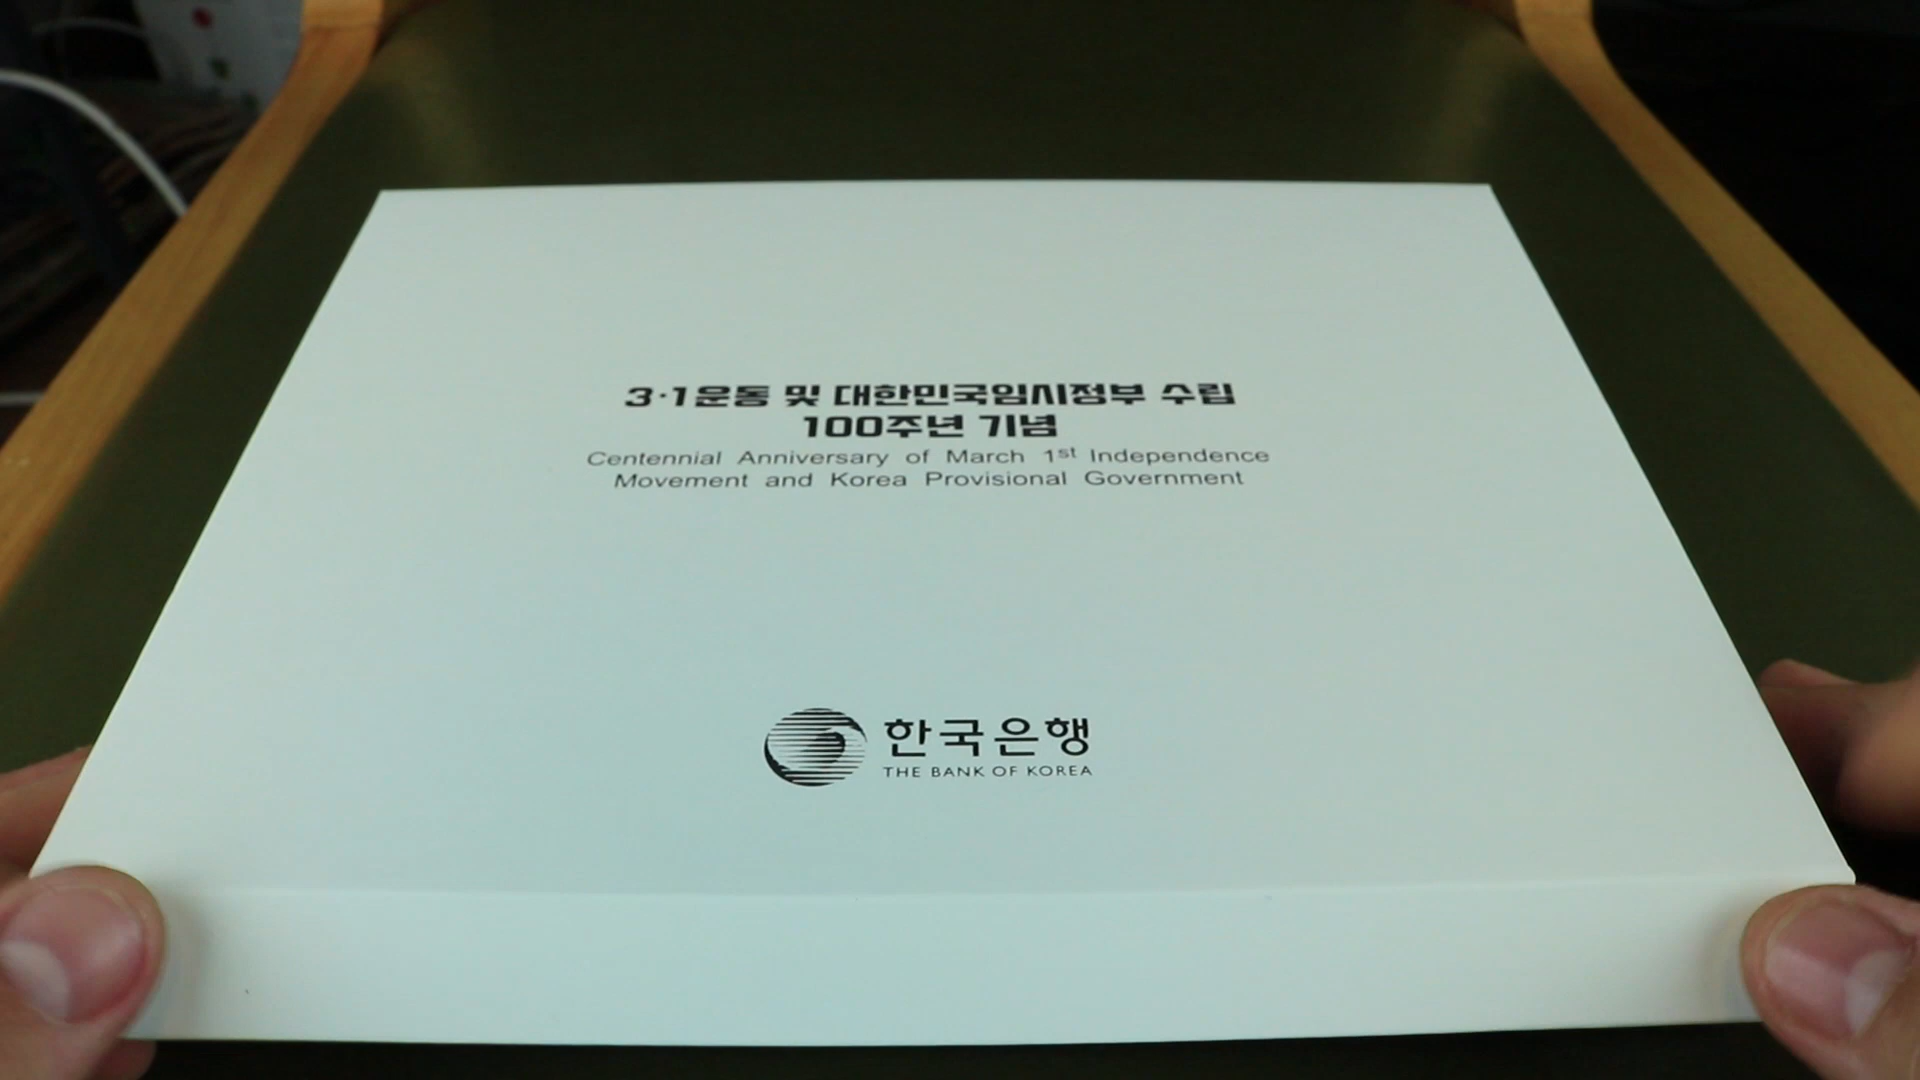 3·1운동 및 대한민국임시정부 수립
100주년 기념
Centennial Anniversary of March 1st Independence
Movement and Korea Provisional Government
한국은행
THE BANK OF KOREA